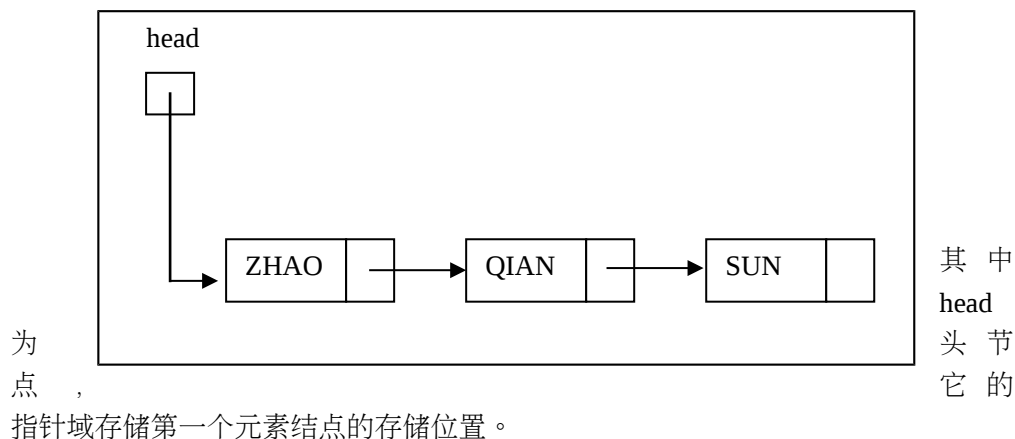 head
ZHAO QIAN SUN
其 中
head
为 头 节
点 , 它 的
指针域存储第一个元素结点的存储位置。